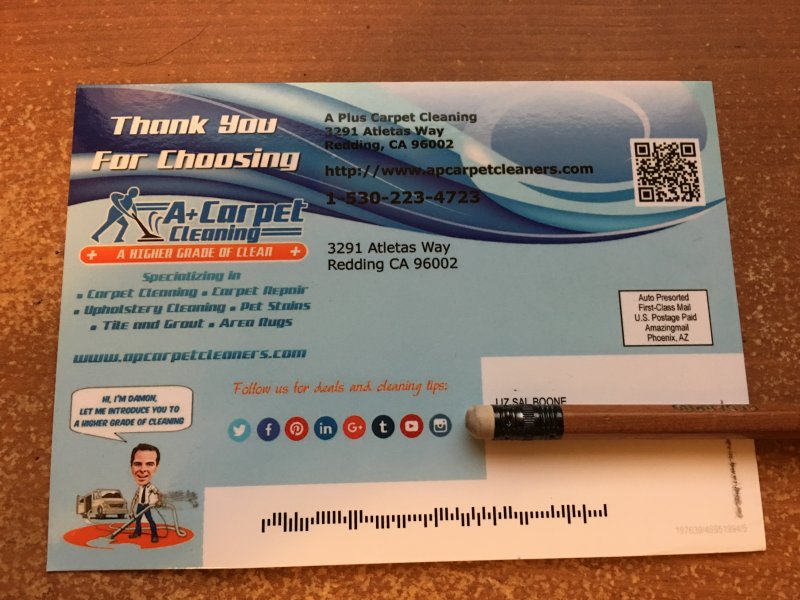 Thank You
For Choosing
A+Carpet
Cleaning
+ A HIGHER GRADE OF CLEAN +
Specializing in
• Carpet Cleaning • Carpet Repair
• Upholstery Cleaning • Pet Stains
• Tile and Grout • Area Rugs
www.apcarpetcleaners.com
HI, I'M DAMON,
LET ME INTRODUCE YOU TO
A HIGHER GRADE OF CLEANING
A Plus Carpet Cleaning
3291 Atletas Way
Redding, CA 96002
http://www.apcarpetcleaners.com
1-530-223-4723
3291 Atletas Way
Redding CA 96002
Auto Presorted
First-Class Mail
U.S. Postage Paid
Amazingmail
Phoenix, AZ
Follow us for deals and cleaning tips:
f
in
G+
t
SAL BOONE